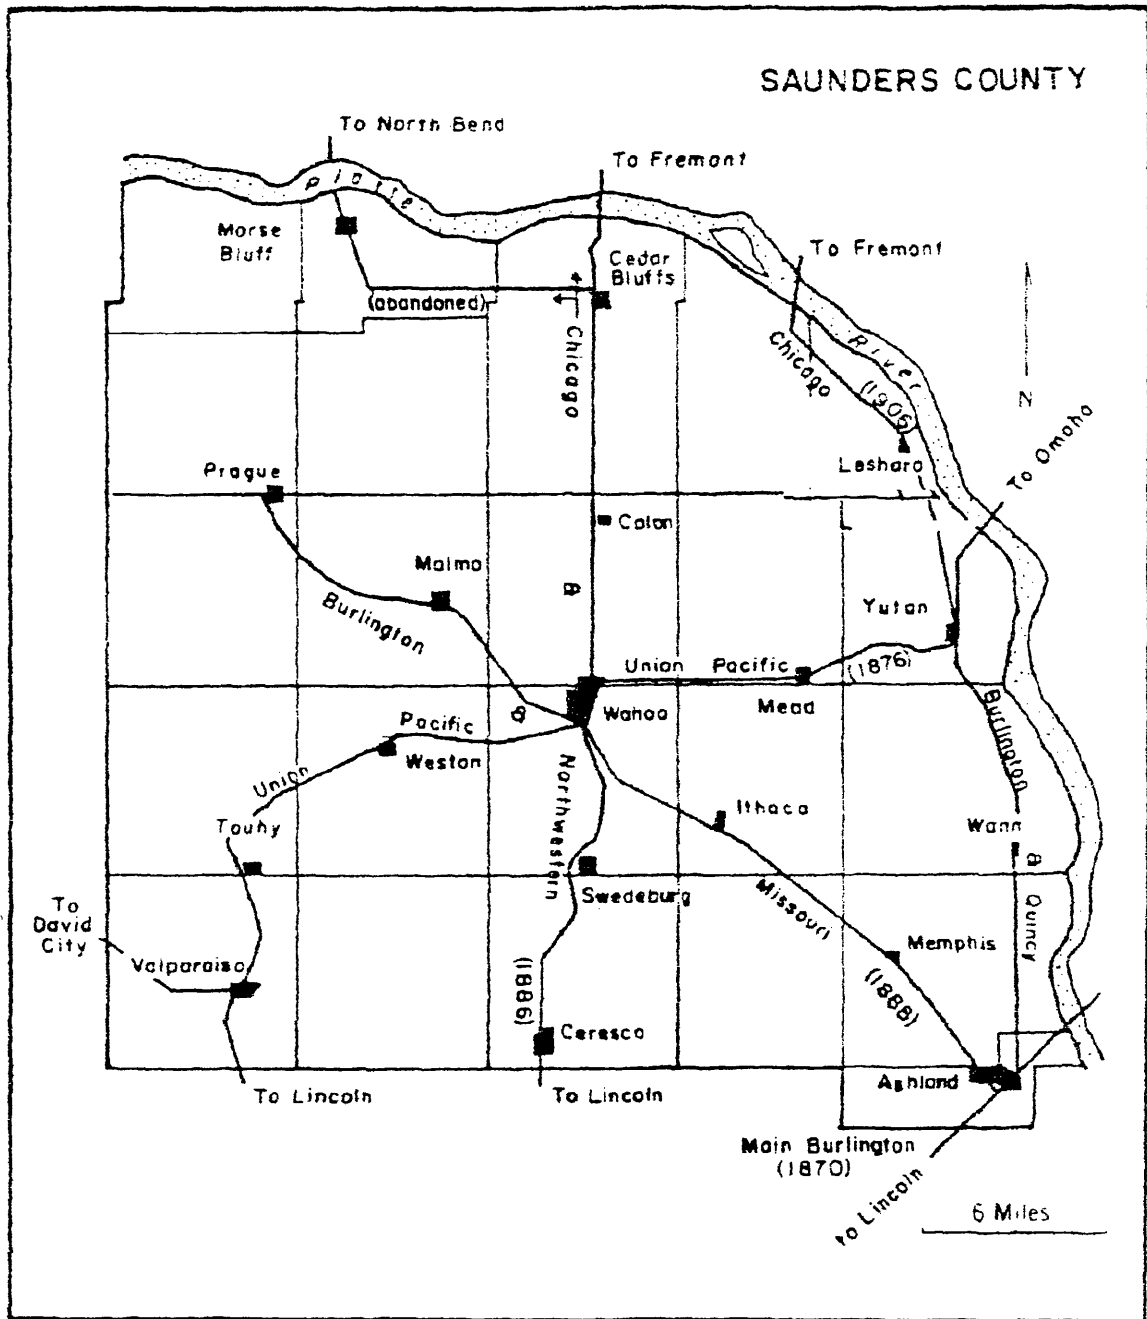 SAUNDERS COUNTY
To North Bend
To Fremont
Platte
Morse
Bluff
Cedar
Bluffs
To Fremont
(abandoned)
Chicago
River
Chicago
(1906)
N
Leshara
To Omaha
Prague
Colon
Malmo
&
Yutan
Burlington
Union Pacific
(1876)
Mead
Burlington
&
Wahoo
Pacific
Weston
Union
Northwestern
Ithaca
Touhy
Wann
&
Swedeburg
Missouri
Quincy
To
David
City
Memphis
Valparaiso
(1886)
(1888)
Ceresco
Ashland
To Lincoln
To Lincoln
Main Burlington
(1870)
to Lincoln
6 Miles